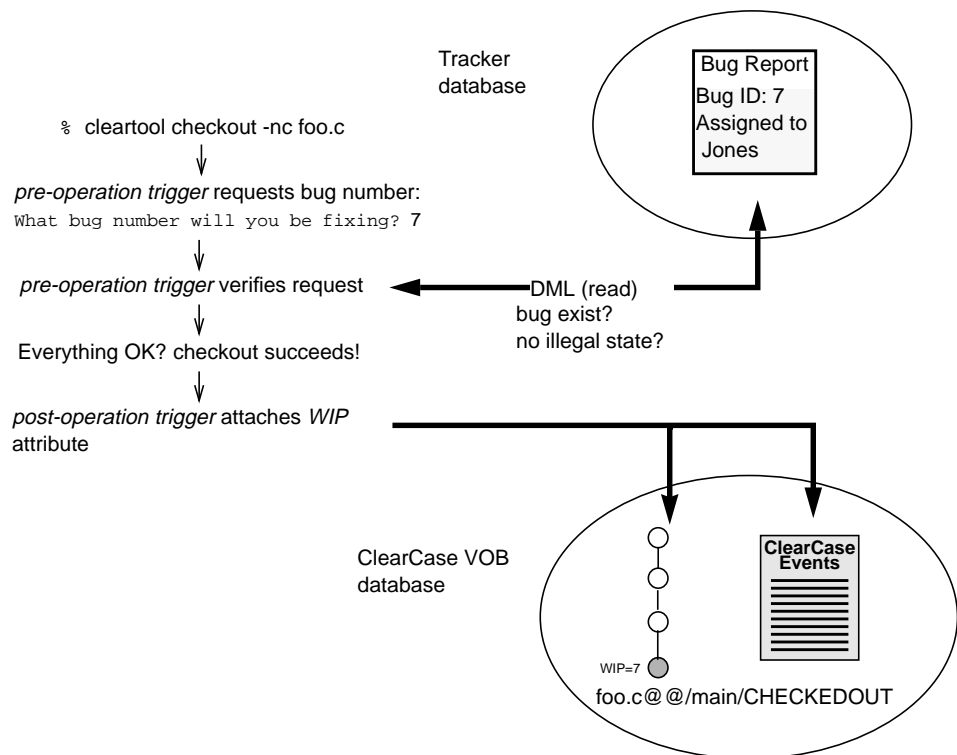 Tracker
database
Bug Report
Bug ID: 7
Assigned to
Jones
% cleartool checkout -nc foo.c
pre-operation trigger requests bug number:
What bug number will you be fixing? 7
pre-operation trigger verifies request
DML (read)
bug exist?
no illegal state?
Everything OK? checkout succeeds!
post-operation trigger attaches WIP
attribute
ClearCase VOB
database
ClearCase
Events
WIP=7
foo.c@@/main/CHECKEDOUT